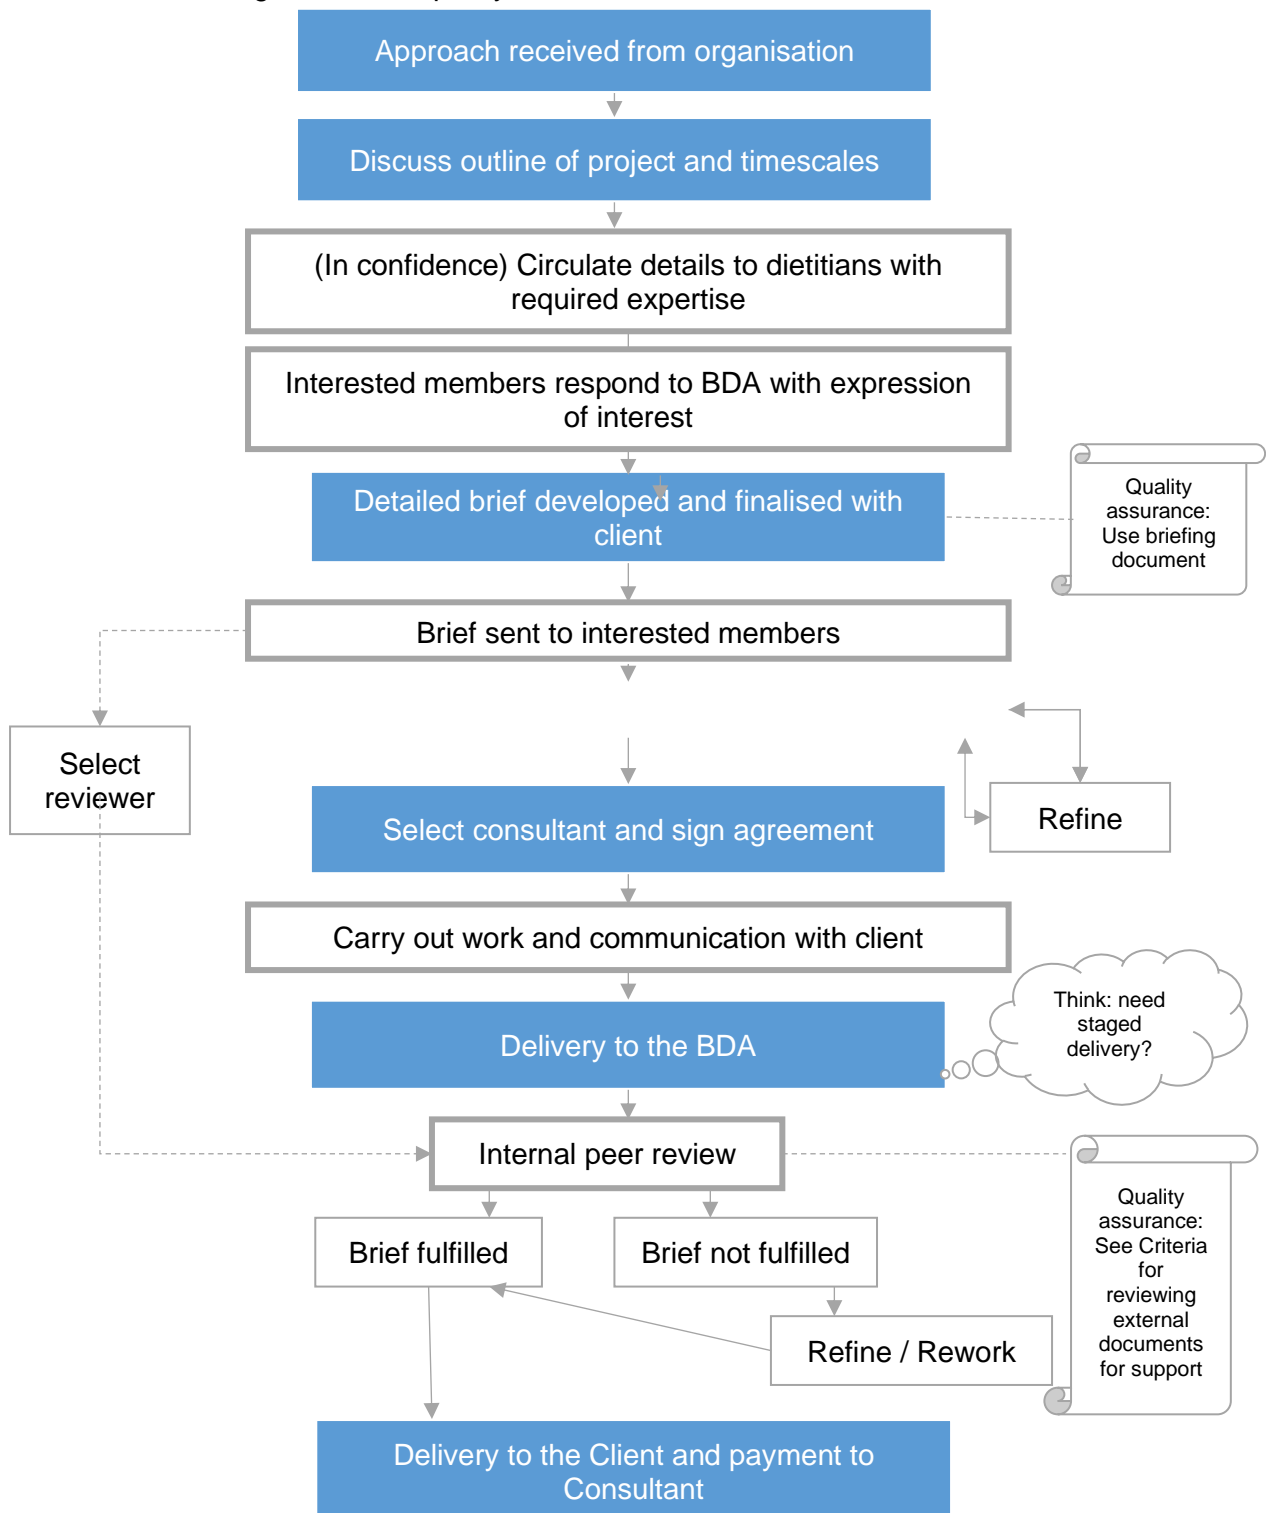 Approach received from organisation
Discuss outline of project and timescales
(In confidence) Circulate details to dietitians with
required expertise
Interested members respond to BDA with expression
of interest
Detailed brief developed and finalised with
client
Quality
assurance:
Use briefing
document
Brief sent to interested members
Select
reviewer
Refine
Select consultant and sign agreement
Carry out work and communication with client
Think: need
staged
delivery?
Delivery to the BDA
Internal peer review
Quality
assurance:
See Criteria
for
reviewing
external
documents
for support
Brief fulfilled
Brief not fulfilled
Refine / Rework
Delivery to the Client and payment to
Consultant